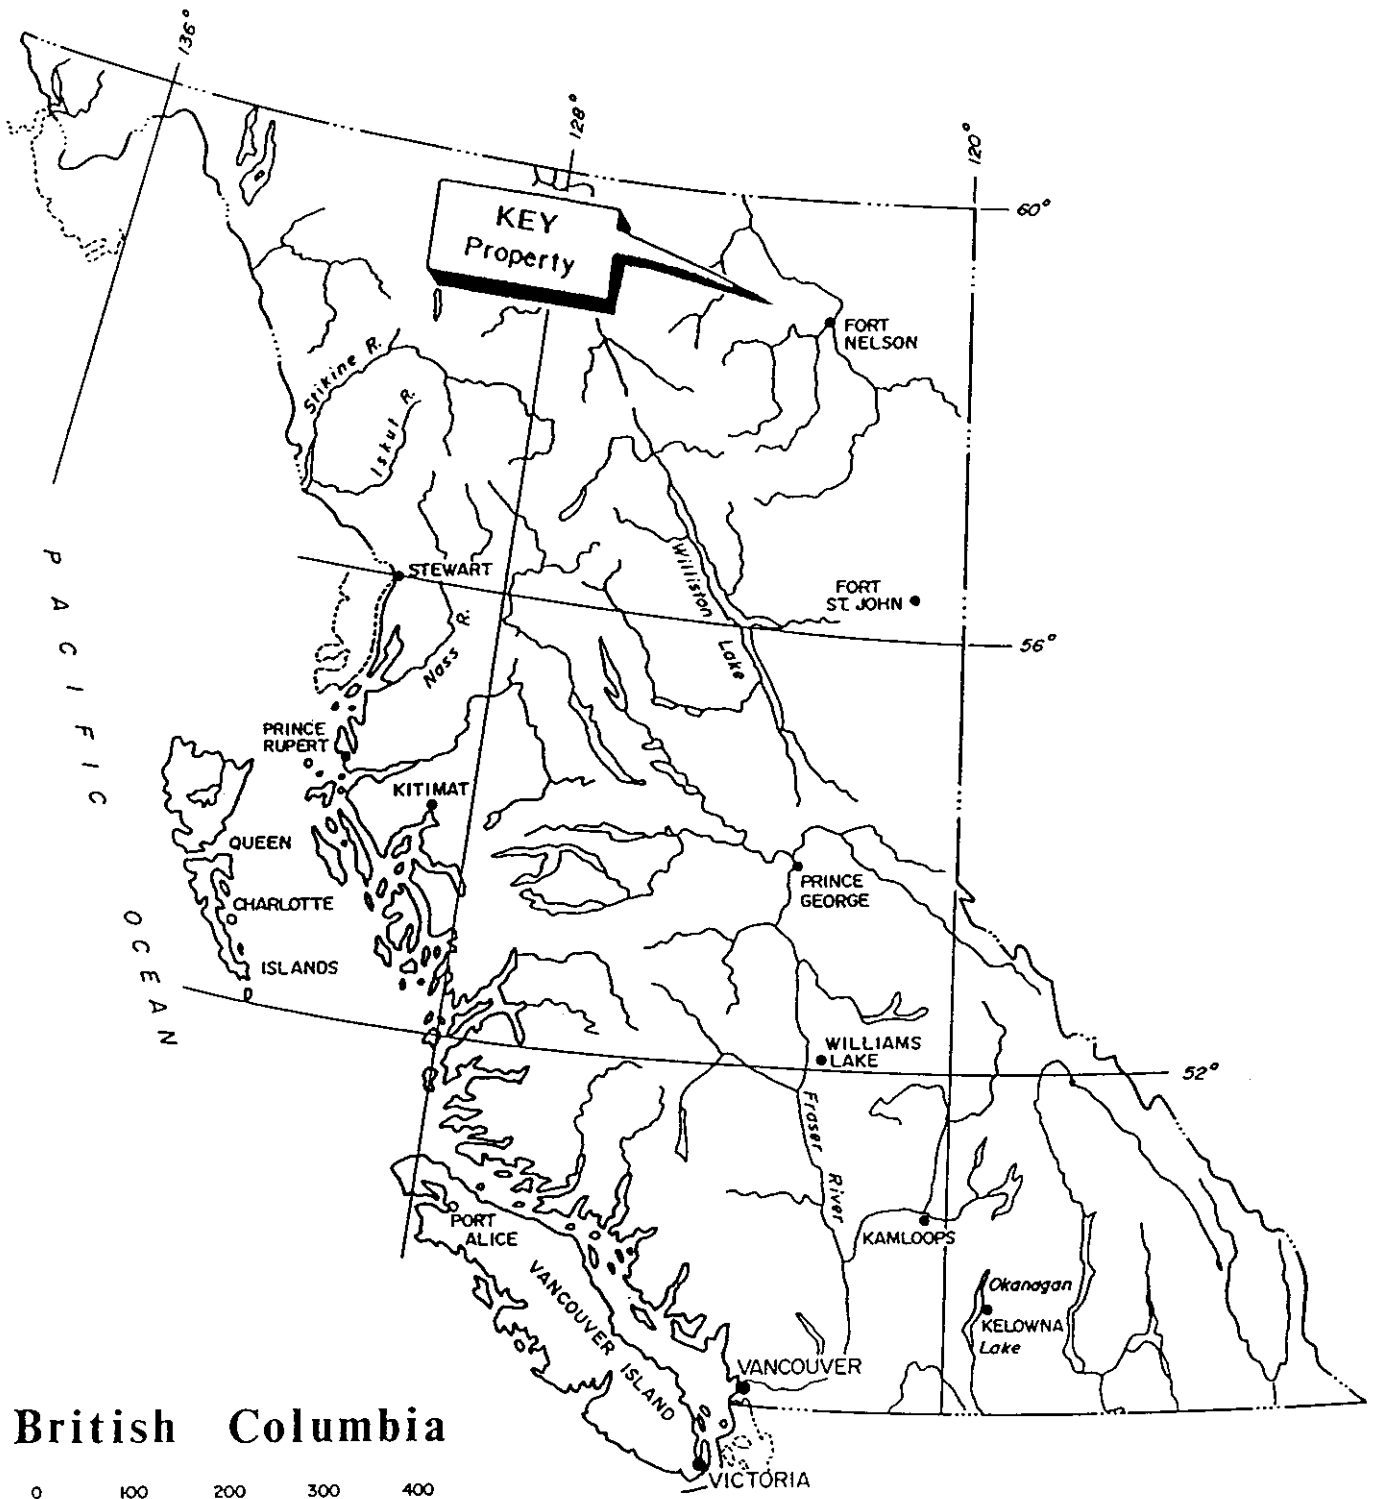 136°
128°
120°
60°
KEY
Property
FORT
NELSON
Stikine R.
Iskut R.
PACIFIC
OCEAN
STEWART
Williston
Lake
FORT
ST. JOHN
56°
Nass R.
PRINCE
RUPERT
KITIMAT
QUEEN
CHARLOTTE
ISLANDS
PRINCE
GEORGE
WILLIAMS
LAKE
52°
Fraser
River
PORT
ALICE
KAMLOOPS
VANCOUVER ISLAND
Okanagan
KELOWNA
Lake
VANCOUVER
British Columbia
VICTORIA
0 100 200 300 400